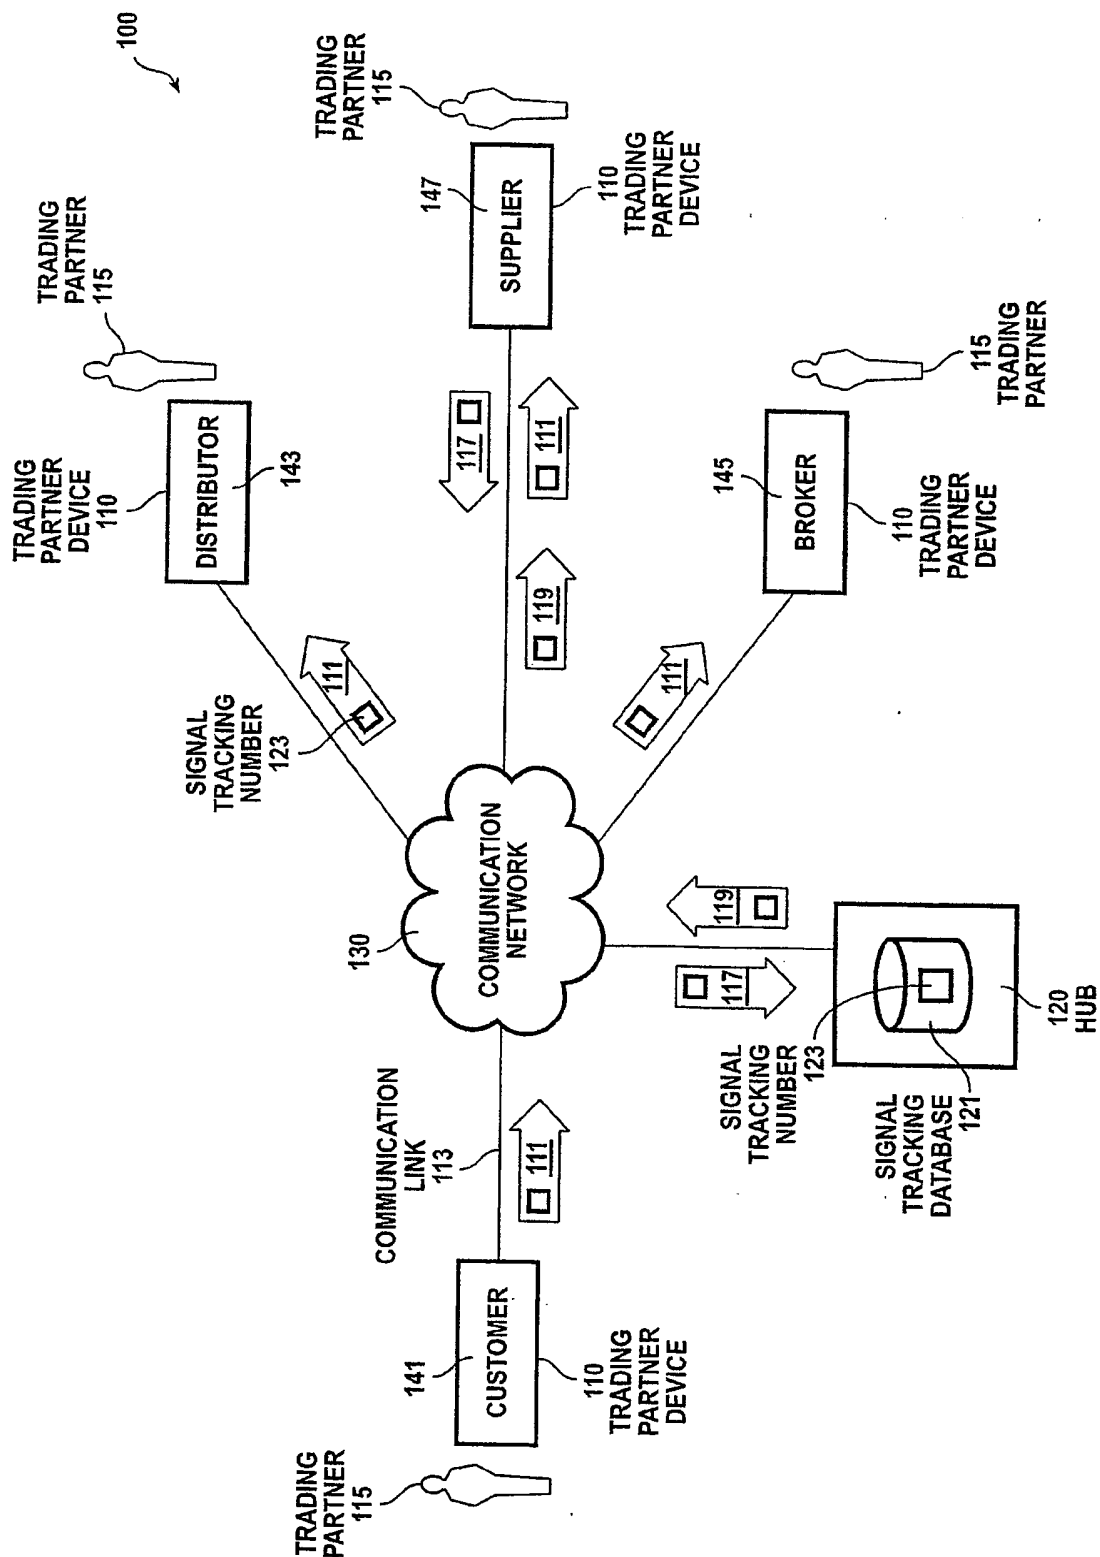 100
TRADING
PARTNER
DEVICE
110
TRADING
PARTNER
115
DISTRIBUTOR
143
SIGNAL
TRACKING
NUMBER
123
111
TRADING
PARTNER
115
141
CUSTOMER
110
TRADING
PARTNER
DEVICE
COMMUNICATION
LINK
113
111
130
COMMUNICATION
NETWORK
117
119
111
TRADING
PARTNER
115
147
SUPPLIER
110
TRADING
PARTNER
DEVICE
111
117
119
SIGNAL
TRACKING
NUMBER
123
SIGNAL
TRACKING
DATABASE
121
120
HUB
145
BROKER
110
TRADING
PARTNER
DEVICE
115
TRADING
PARTNER